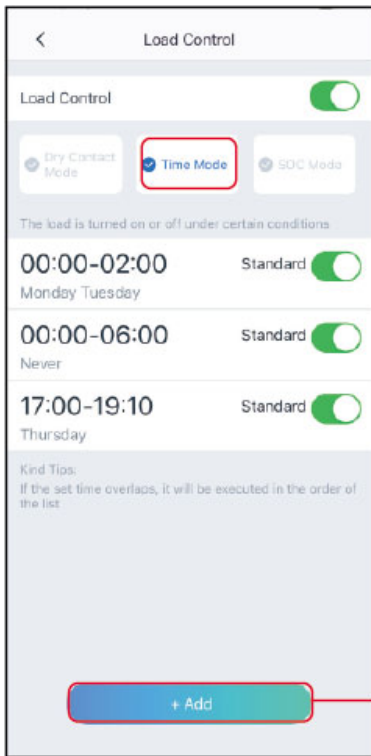 Load Control
Load Control
Dry Contact
Mode
Time Mode
SOC Mode
The load is turned on or off under certain conditions
00:00-02:00
Standard
Monday Tuesday
00:00-06:00
Standard
Never
17:00-19:10
Standard
Thursday
Kind Tips:
If the set time overlaps, it will be executed in the order of
the list
+ Add